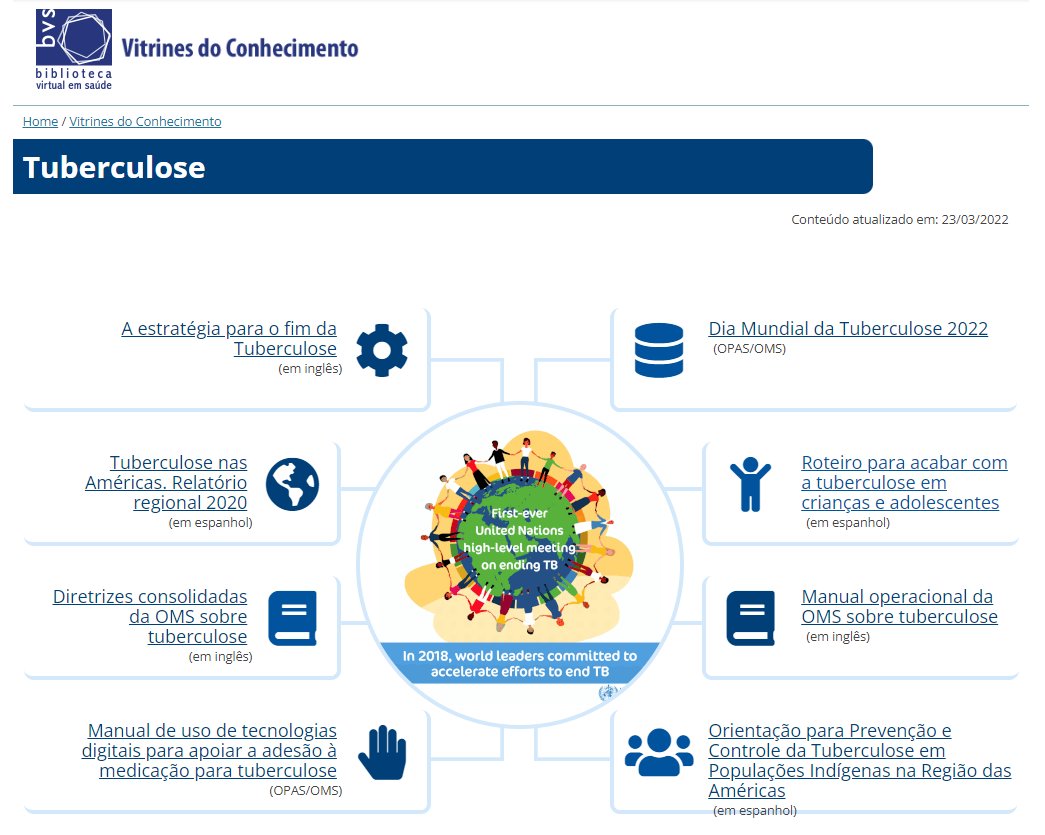 bvs
biblioteca
virtual em saúde
Vitrines do Conhecimento
Home / Vitrines do Conhecimento
Tuberculose
Conteúdo atualizado em: 23/03/2022
A estratégia para o fim da
Tuberculose
(em inglês)
Dia Mundial da Tuberculose 2022
(OPAS/OMS)
Tuberculose nas
Américas. Relatório
regional 2020
(em espanhol)
Roteiro para acabar com
a tuberculose em
crianças e adolescentes
(em espanhol)
First-ever
United Nations
high-level meeting
on ending TB
In 2018, world leaders committed to
accelerate efforts to end TB
Diretrizes consolidadas
da OMS sobre
tuberculose
(em inglês)
Manual operacional da
OMS sobre tuberculose
(em inglês)
Manual de uso de tecnologias
digitais para apoiar a adesão à
medicação para tuberculose
(OPAS/OMS)
Orientação para Prevenção e
Controle da Tuberculose em
Populações Indígenas na Região das
Américas
(em espanhol)